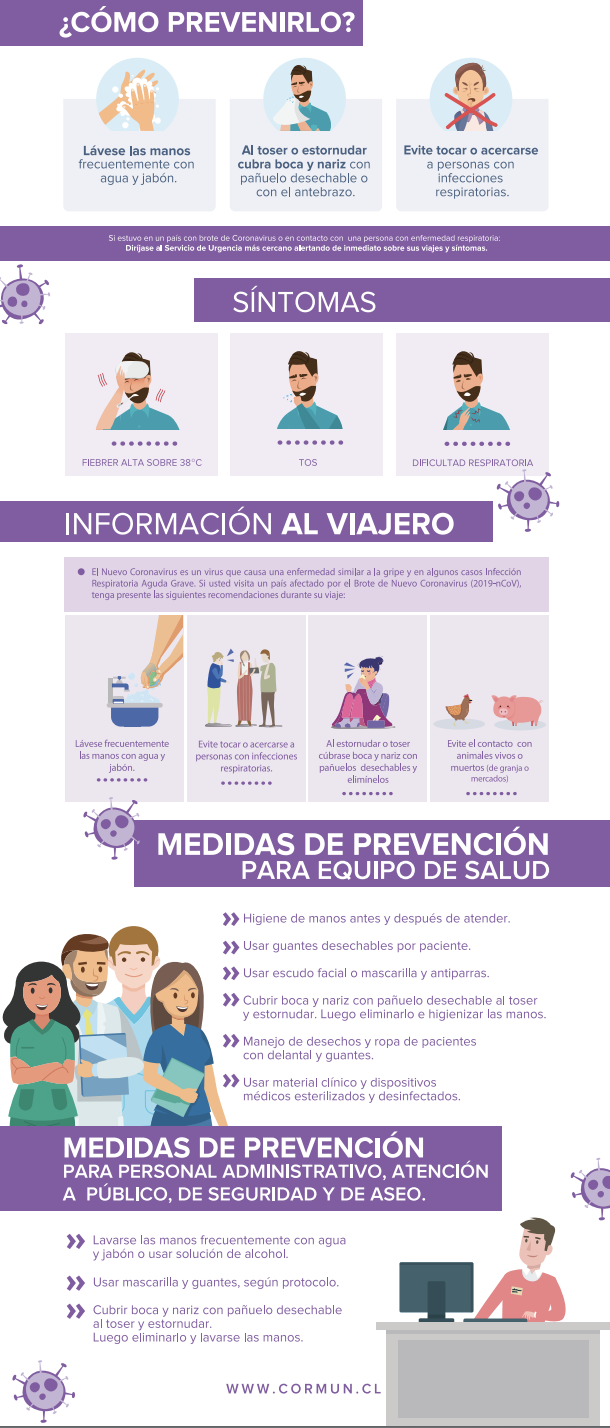 ¿CÓMO PREVENIRLO?
Lávese las manos
frecuentemente con
agua y jabón.
Al toser o estornudar
cubra boca y nariz con
pañuelo desechable o
con el antebrazo.
Evite tocar o acercarse
a personas con
infecciones
respiratorias.
Si estuvo en un país con brote de Coronavirus o en contacto con una persona con enfermedad respiratoria:
Diríjase al Servicio de Urgencia más cercano alertando de inmediato sobre sus viajes y síntomas.
SÍNTOMAS
FIEBRER ALTA SOBRE 38°C
TOS
DIFICULTAD RESPIRATORIA
INFORMACIÓN AL VIAJERO
El Nuevo Coronavirus es un virus que causa una enfermedad similar a la gripe y en algunos casos Infección
Respiratoria Aguda Grave. Si usted visita un país afectado por el Brote de Nuevo Coronavirus (2019-nCoV),
tenga presente las siguientes recomendaciones durante su viaje:
Lávese frecuentemente
las manos con agua y
jabón.
Evite tocar o acercarse a
personas con infecciones
respiratorias.
Al estornudar o toser
cúbrase boca y nariz con
pañuelos desechables y
elimínelos
Evite el contacto con
animales vivos o
muertos (de granja o
mercados)
MEDIDAS DE PREVENCIÓN
PARA EQUIPO DE SALUD
Higiene de manos antes y después de atender.
Usar guantes desechables por paciente.
Usar escudo facial o mascarilla y antiparras.
Cubrir boca y nariz con pañuelo desechable al toser
y estornudar. Luego eliminarlo e higienizar las manos.
Manejo de desechos y ropa de pacientes
con delantal y guantes.
Usar material clínico y dispositivos
médicos esterilizados y desinfectados.
MEDIDAS DE PREVENCIÓN
PARA PERSONAL ADMINISTRATIVO, ATENCIÓN
A PÚBLICO, DE SEGURIDAD Y DE ASEO.
Lavarse las manos frecuentemente con agua
y jabón o usar solución de alcohol.
Usar mascarilla y guantes, según protocolo.
Cubrir boca y nariz con pañuelo desechable
al toser y estornudar.
Luego eliminarlo y lavarse las manos.
WWW.CORMUN.CL